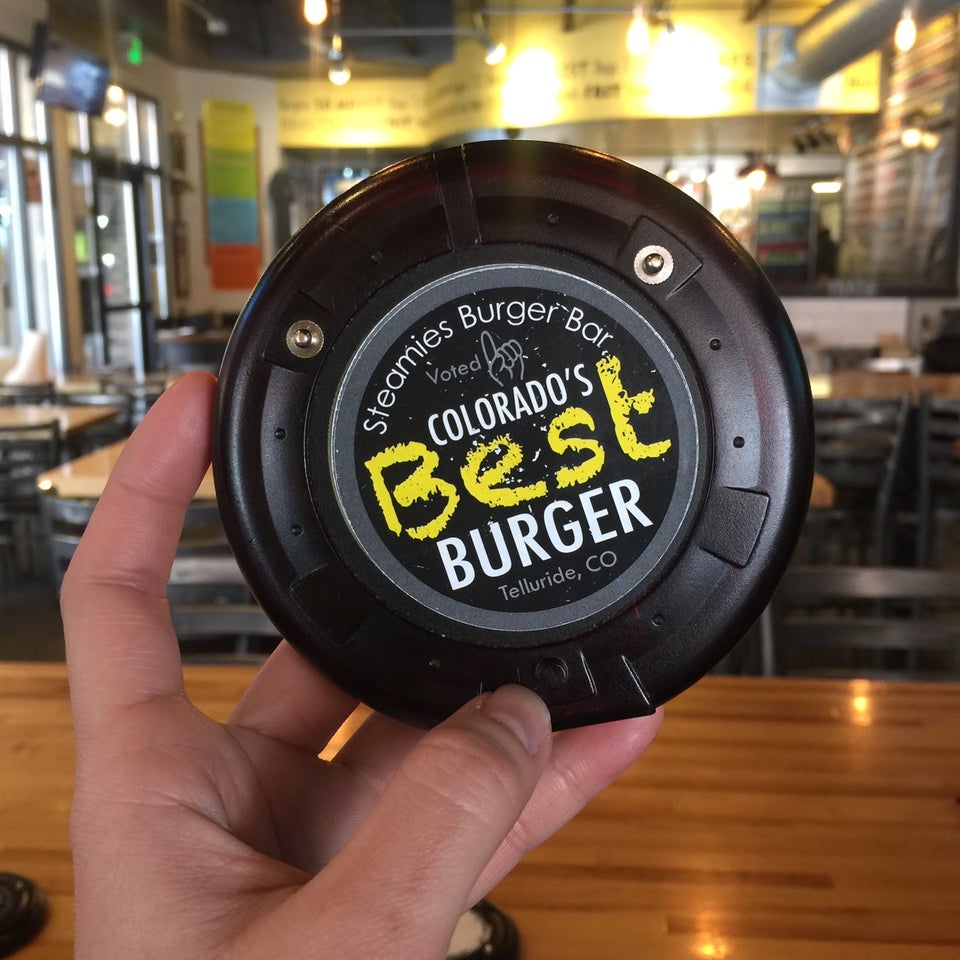 Steamies Burger Bar
Voted
COLORADO'S
Best
BURGER
Telluride, CO